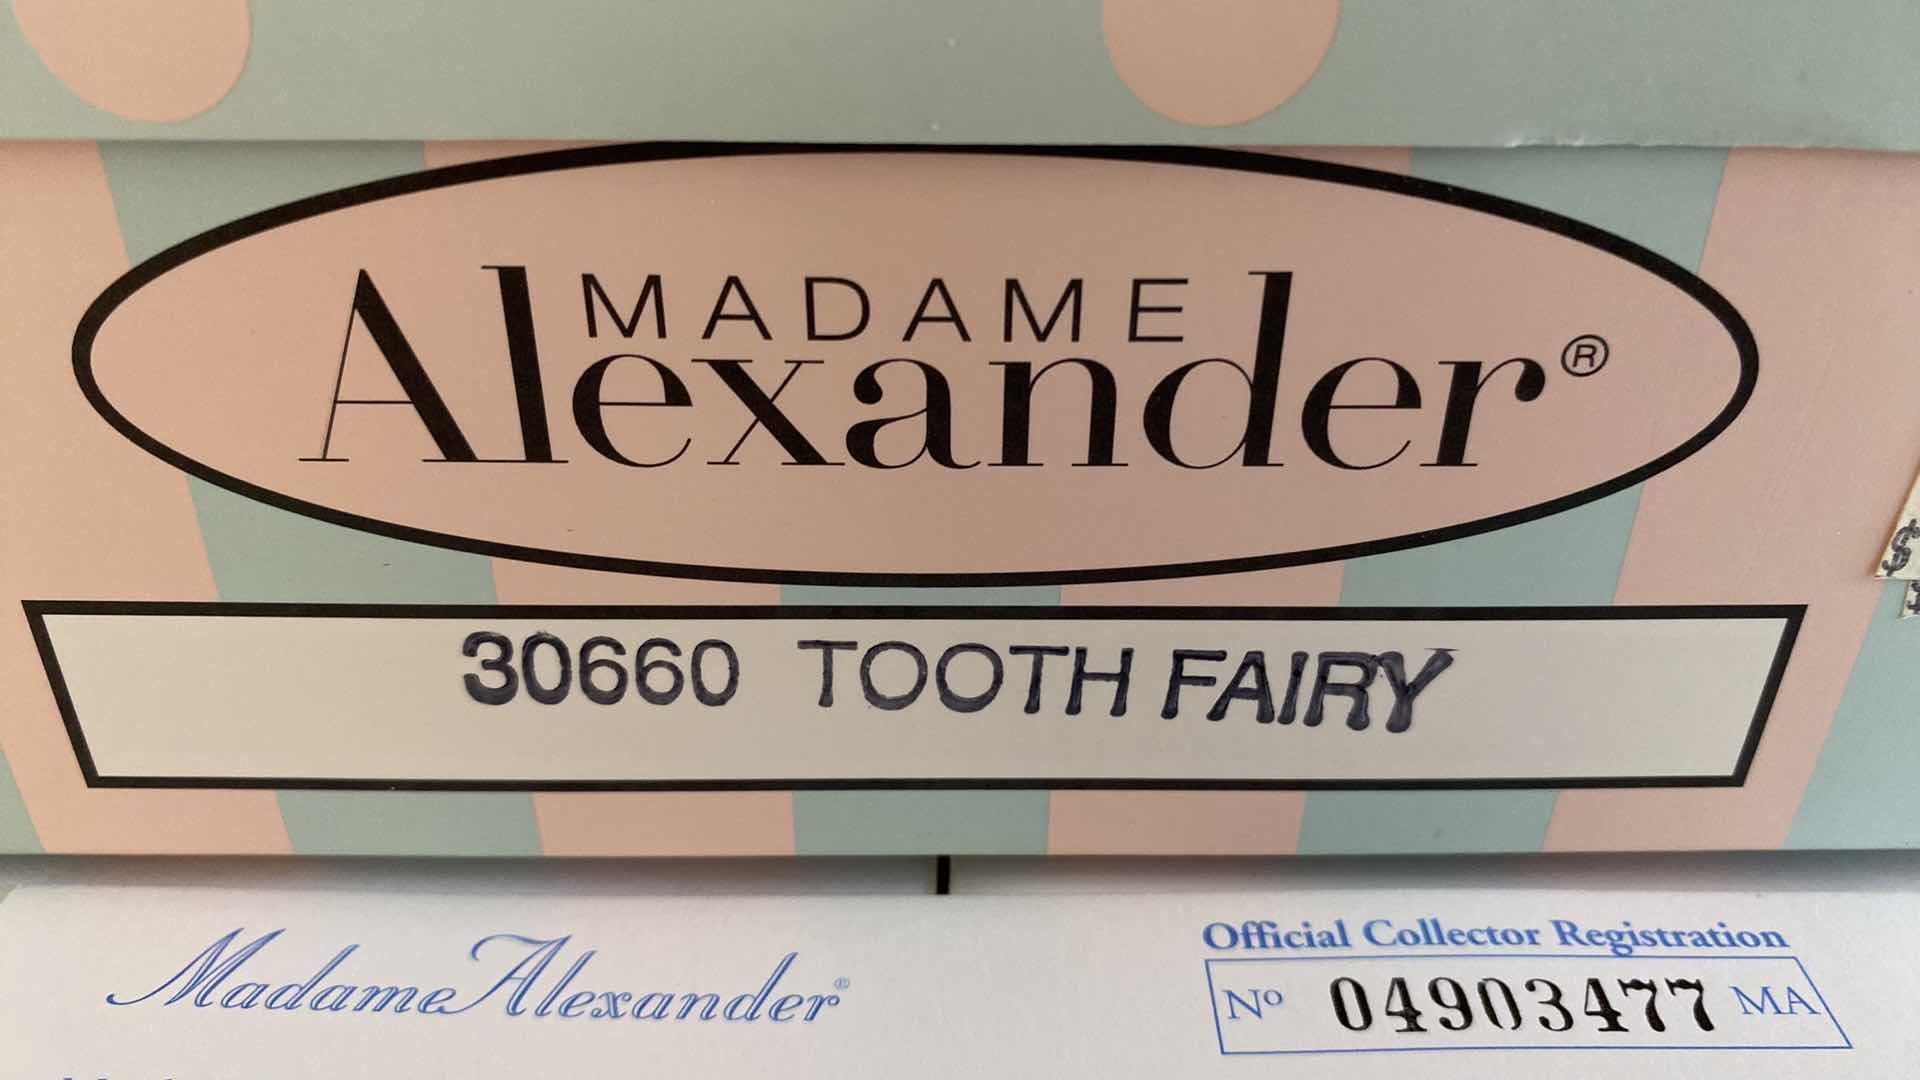 MADAME
Alexander®
30660 TOOTH FAIRY
$
Madame Alexander®
Official Collector Registration
Nº 04903477 MA